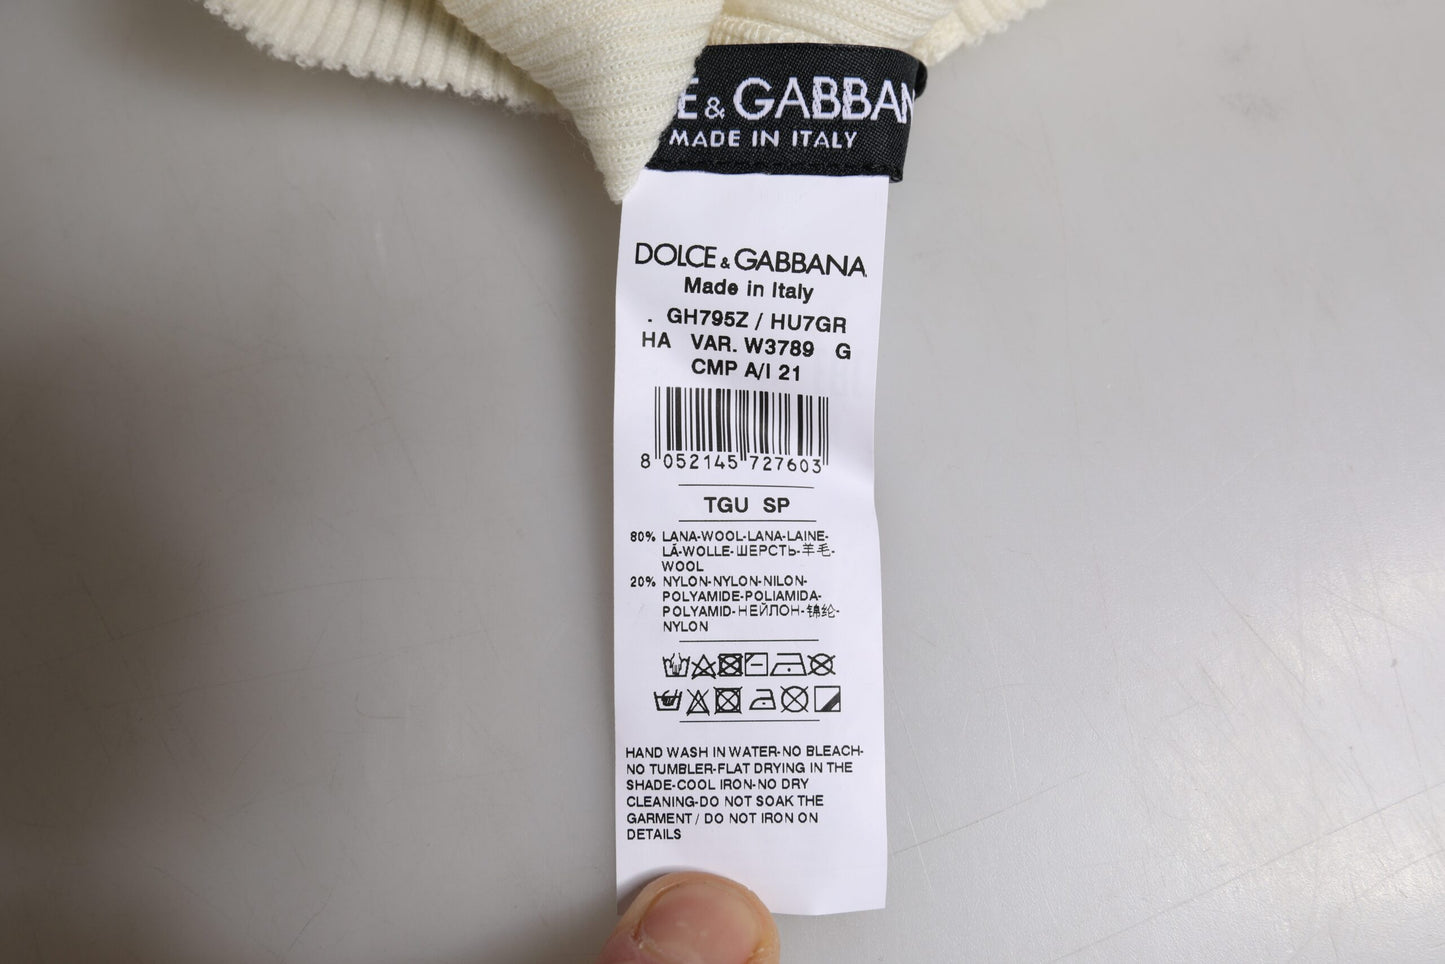 E & GABBAN
MADE IN ITALY
DOLCE & GABBANA
Made in Italy
. GH795Z / HU7GR
HA VAR. W3789 G
CMP A/I 21
8 052145 727603
TGU SP
80% LANA-WOOL-LANA-LAINE-
LÃ-WOLLE-ШЕРСТЬ-羊毛-
WOOL
20% NYLON-NYLON-NILON-
POLYAMIDE-POLIAMIDA-
POLYAMID-НЕЙЛОН-锦纶-
NYLON
HAND WASH IN WATER-NO BLEACH-
NO TUMBLER-FLAT DRYING IN THE
SHADE-COOL IRON-NO DRY
CLEANING-DO NOT SOAK THE
GARMENT / DO NOT IRON ON
DETAILS